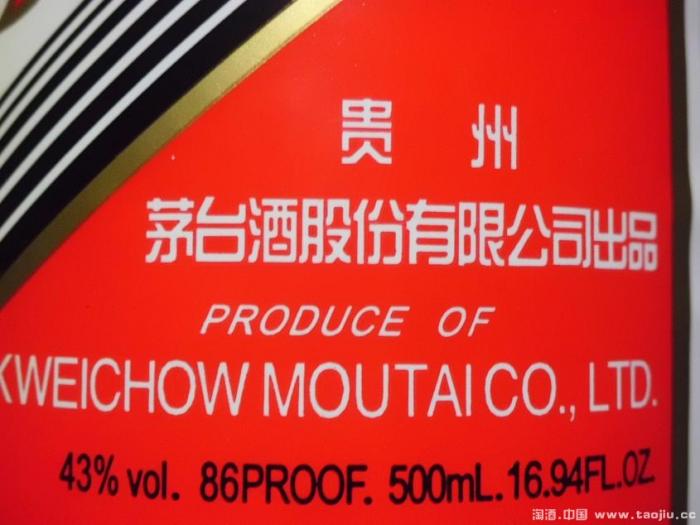 贵州
茅台酒股份有限公司出品
PRODUCE OF
KWEICHOW MOUTAI CO., LTD.
43% vol. 86PROOF. 500mL. 16.94FL.OZ
淘酒.中国 www.taojiu.cc